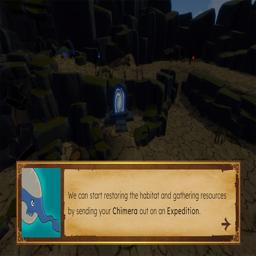 We can start restoring the habitat and gathering resources
by sending your Chimera out on an Expedition.